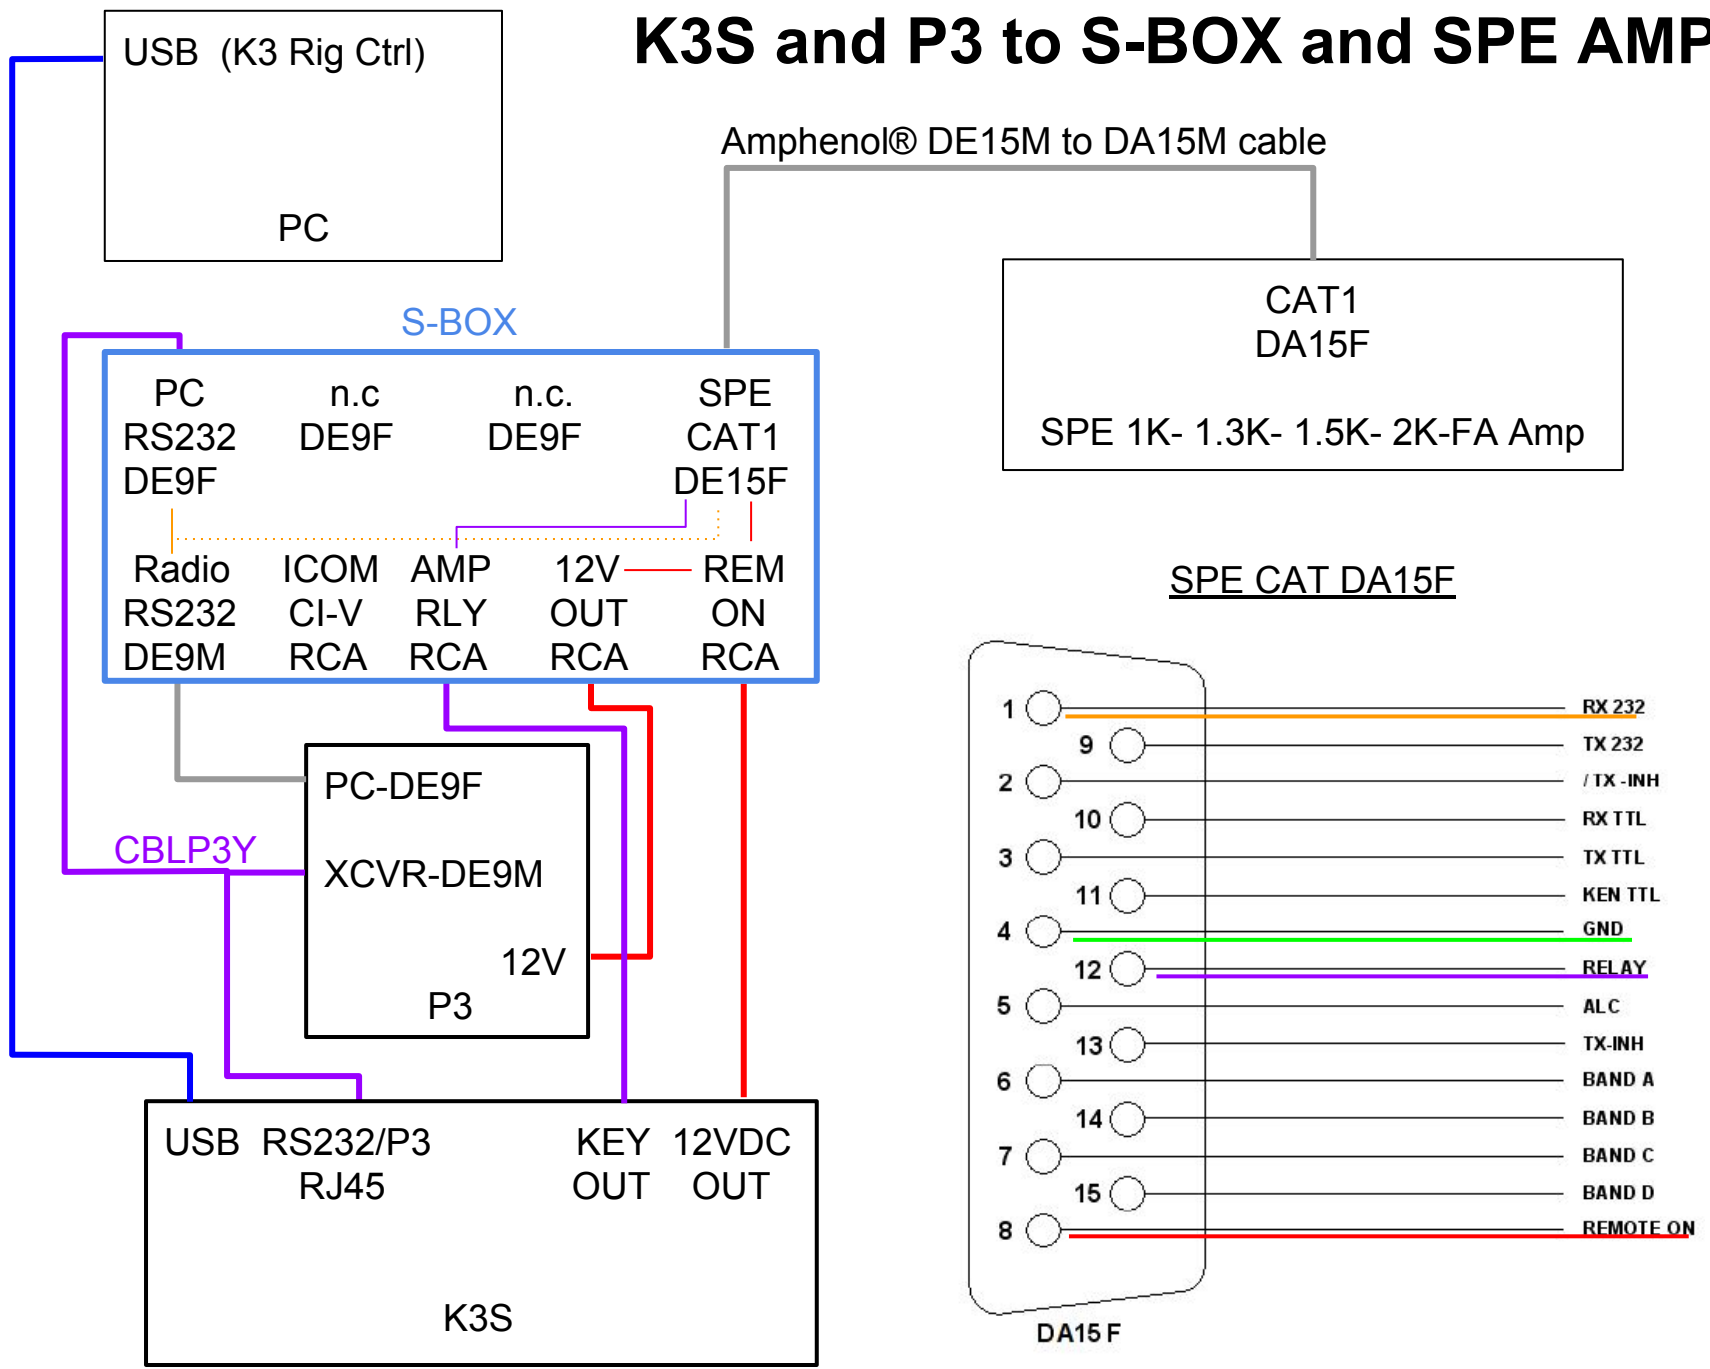 K3S and P3 to S-BOX and SPE AMP
USB (K3 Rig Ctrl)
PC
Amphenol® DE15M to DA15M cable
CAT1
DA15F
SPE 1K- 1.3K- 1.5K- 2K-FA Amp
S-BOX
PC
RS232
DE9F
n.c
DE9F
n.c.
DE9F
SPE
CAT1
DE15F
Radio
RS232
DE9M
ICOM
CI-V
RCA
AMP
RLY
RCA
12V
OUT
RCA
REM
ON
RCA
PC-DE9F
CBLP3Y
XCVR-DE9M
12V
P3
USB
RS232/P3
RJ45
KEY
OUT
12VDC
OUT
K3S
SPE CAT DA15F
1 RX 232
9 TX 232
2 / TX -INH
10 RX TTL
3 TX TTL
11 KEN TTL
4 GND
12 RELAY
5 ALC
13 TX-INH
6 BAND A
14 BAND B
7 BAND C
15 BAND D
8 REMOTE ON
DA15 F